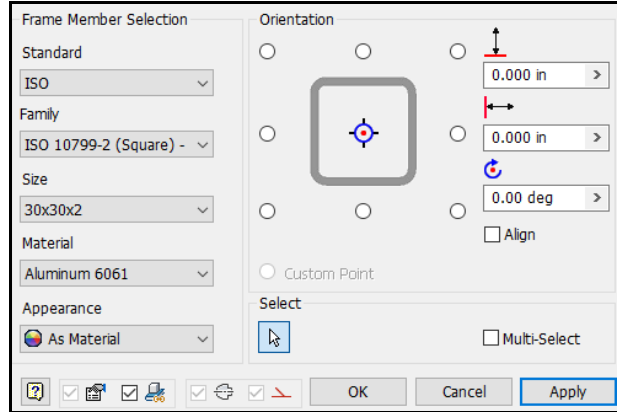 Frame Member Selection
Standard
ISO
Family
ISO 10799-2 (Square) -
Size
30x30x2
Material
Aluminum 6061
Appearance
As Material
Orientation
0.000 in >
0.000 in >
0.00 deg >
Align
Custom Point
Select
Multi-Select
? OK Cancel Apply